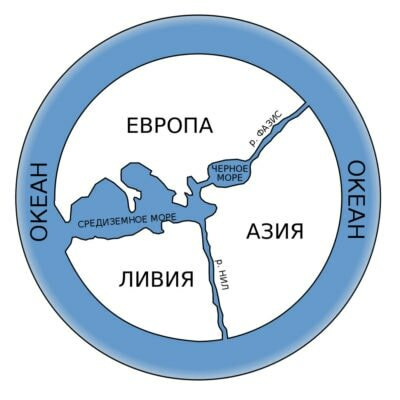 ЕВРОПА
р. ФАЗИС
ЧЕРНОЕ
МОРЕ
ОКЕАН
ОКЕАН
СРЕДИЗЕМНОЕ МОРЕ
АЗИЯ
ЛИВИЯ
р. НИЛ